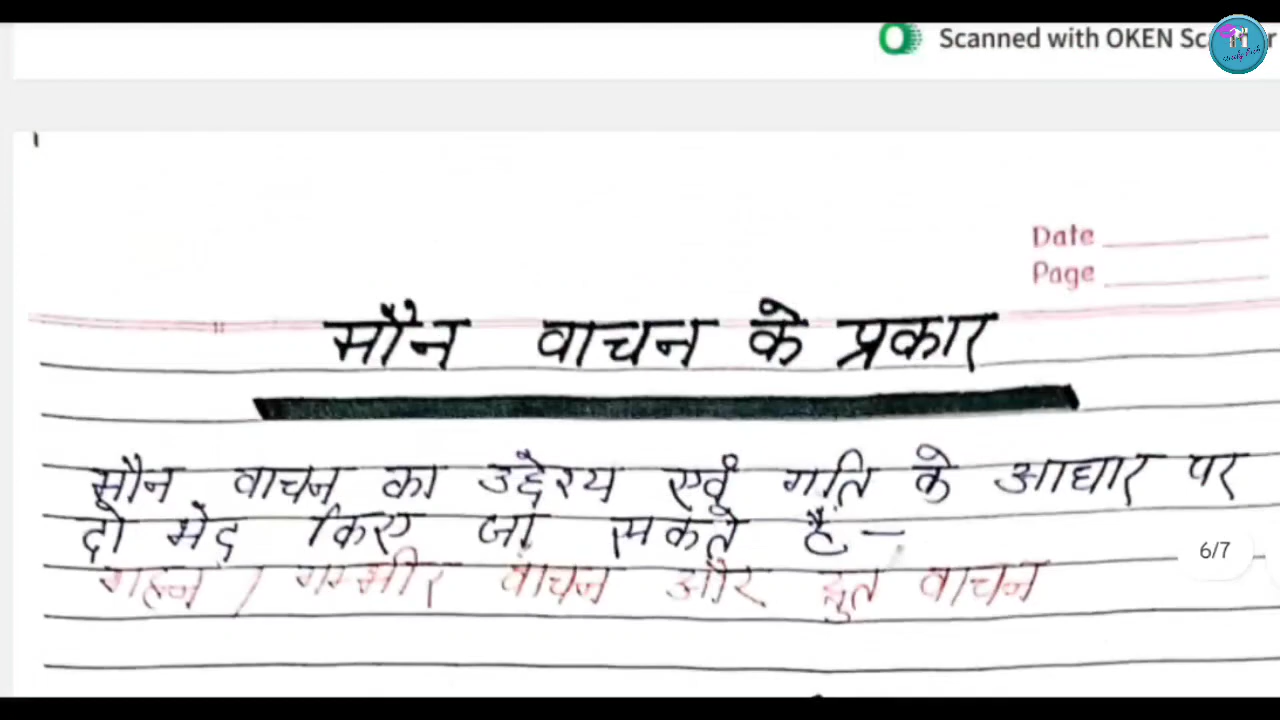 Scanned with OKEN Sc
Date
Page
मौन वाचन के प्रकार
मौन वाचन का उद्देश्य एवं गति के आधार पर
दो भेद किए जा सकते हैं -
गहन / गम्भीर वाचन और द्रुत वाचन
6/7